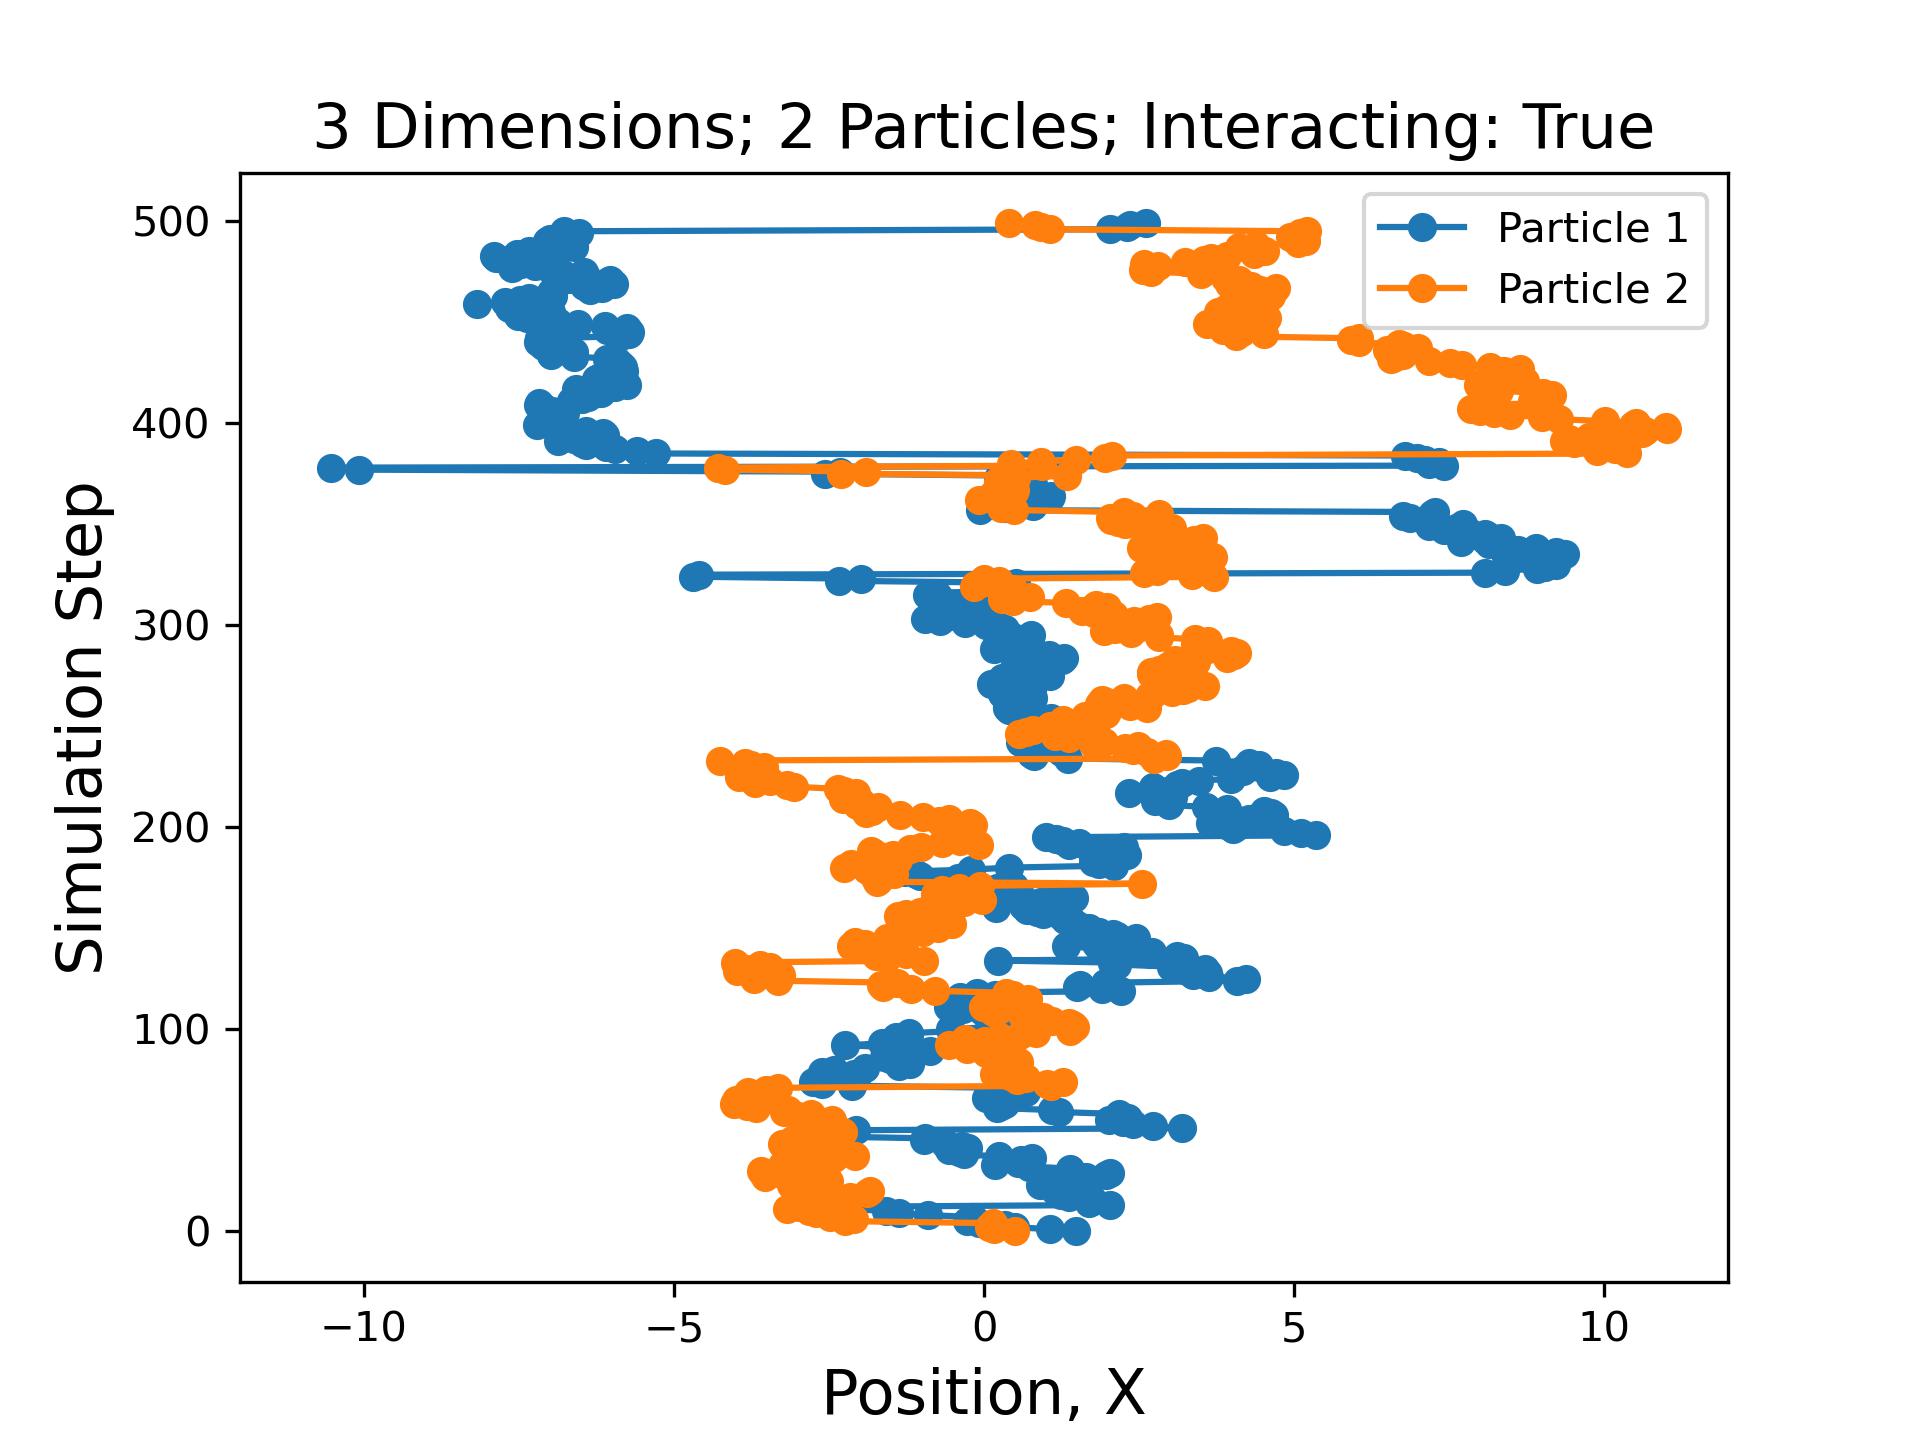 3 Dimensions; 2 Particles; Interacting: True
Particle 1
Particle 2
Simulation Step
500
400
300
200
100
0
−10
−5
0
5
10
Position, X